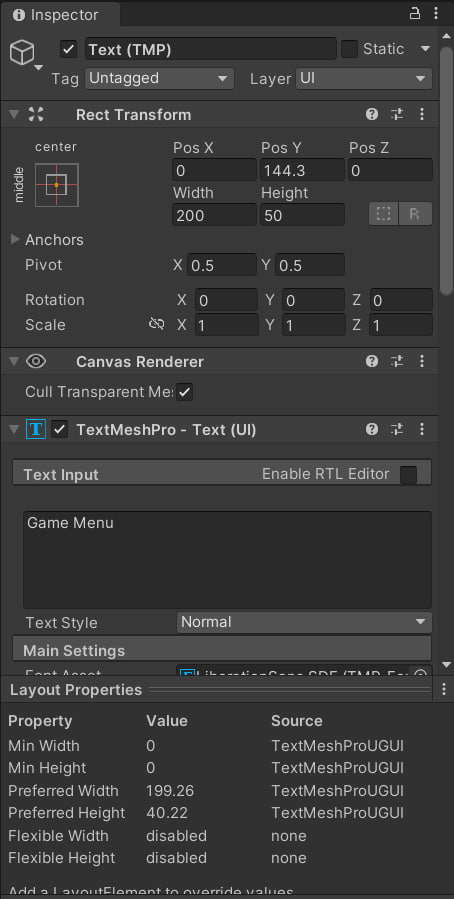 Inspector
Text (TMP)
Static
Tag Untagged Layer UI
Rect Transform
center
middle
Pos X Pos Y Pos Z
0 144.3 0
Width Height
200 50
R
Anchors
Pivot X 0.5 Y 0.5
Rotation X 0 Y 0 Z 0
Scale X 1 Y 1 Z 1
Canvas Renderer
Cull Transparent Mes
TextMeshPro - Text (UI)
Text Input Enable RTL Editor
Game Menu
Text Style Normal
Main Settings
Font Asset LiberationSans SDF (TMP_Fo
Layout Properties
Property Value Source
Min Width 0 TextMeshProUGUI
Min Height 0 TextMeshProUGUI
Preferred Width 199.26 TextMeshProUGUI
Preferred Height 40.22 TextMeshProUGUI
Flexible Width disabled none
Flexible Height disabled none
Add a LayoutElement to override values